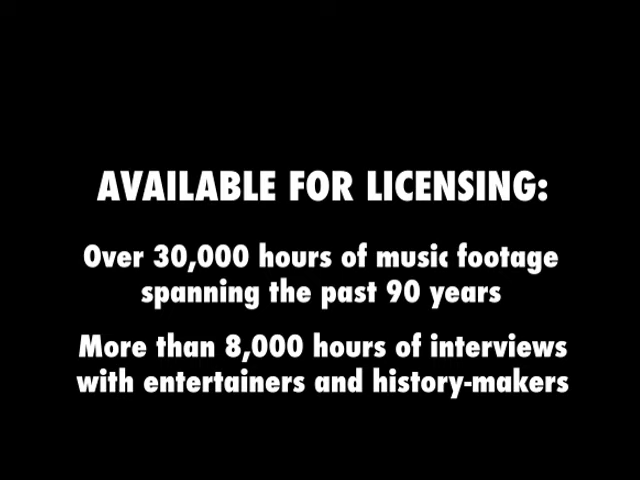 AVAILABLE FOR LICENSING:
Over 30,000 hours of music footage
spanning the past 90 years
More than 8,000 hours of interviews
with entertainers and history-makers